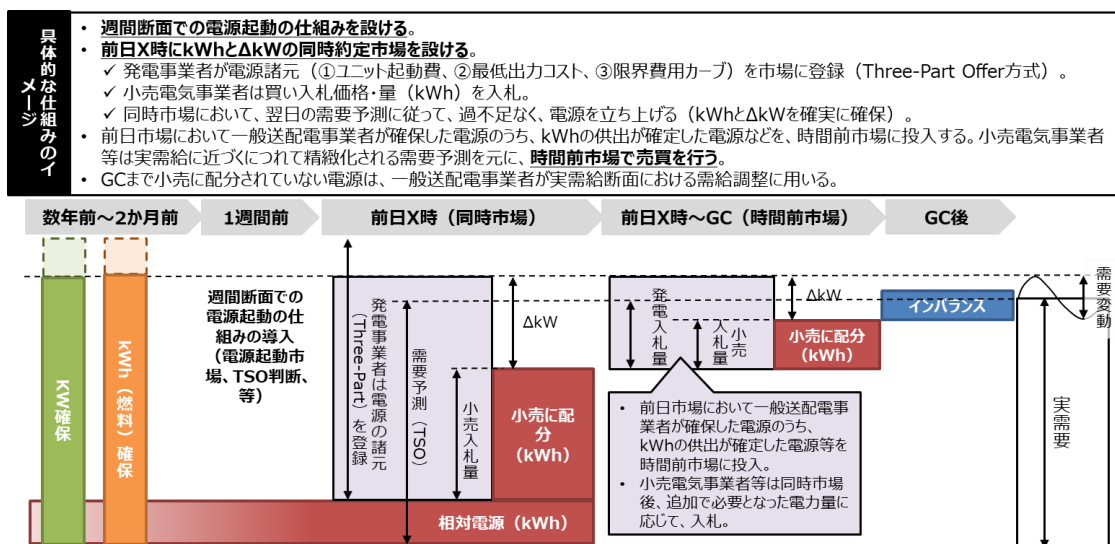 具体的な仕組みのイメージ
• 週間断面での電源起動の仕組みを設ける。
• 前日X時にkWhとΔkWの同時約定市場を設ける。
✓ 発電事業者が電源諸元（①ユニット起動費、②最低出力コスト、③限界費用カーブ）を市場に登録（Three-Part Offer方式）。
✓ 小売電気事業者は買い入札価格・量（kWh）を入札。
✓ 同時市場において、翌日の需要予測に従って、過不足なく、電源を立ち上げる（kWhとΔkWを確実に確保）。
• 前日市場において一般送配電事業者が確保した電源のうち、kWhの供出が確定した電源などを、時間前市場に投入する。小売電気事業者
等は実需給に近づくにつれて精緻化される需要予測を元に、時間前市場で売買を行う。
• GCまで小売に配分されていない電源は、一般送配電事業者が実需給断面における需給調整に用いる。
数年前～2か月前
1週間前
前日X時（同時市場）
前日X時～GC（時間前市場）
GC後
KW確保
KWh（燃料）確保
週間断面での
電源起動の仕
組みの導入
（電源起動市
場、TSO判断、
等）
発電事業者は電源の諸元
（Three-Part）を登録
需要予測（TSO）
小売入札量
ΔkW
小売に配
分
（kWh）
相対電源（kWh）
発電入札量
小売
入札量
ΔkW
小売に配分
（kWh）
インバランス
需要変動
実需要
• 前日市場において一般送配電事
業者が確保した電源のうち、
kWhの供出が確定した電源等を
時間前市場に投入。
• 小売電気事業者等は同時市場
後、追加で必要となった電力量に
応じて、入札。